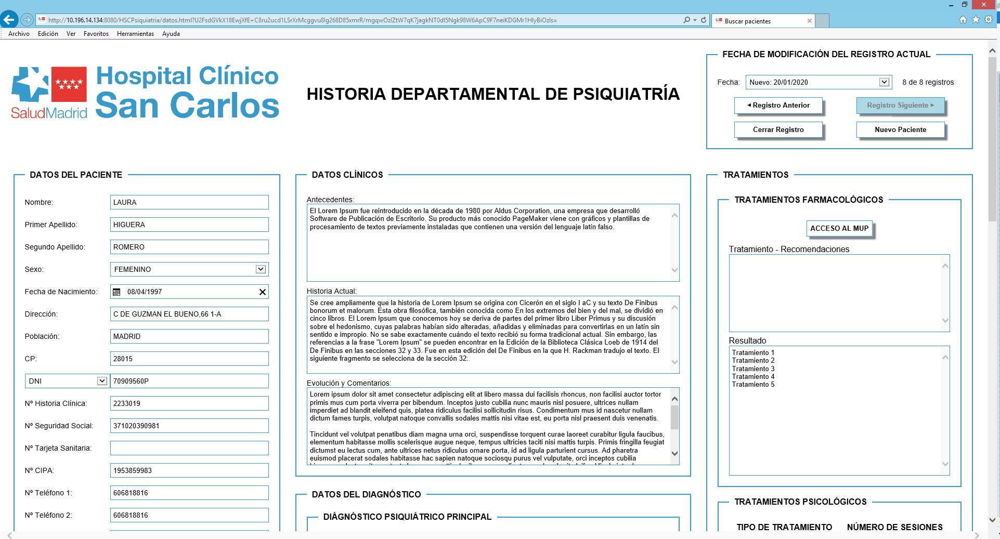 http://10.196.14.134:8080/HSCPsiquiatria/datos.html?U2FsdGVkX18EwjXfE+C8ru2ucd1LSrXrMcggvu8Ig268D85xmrR/mgqwOzIZtW7qK7jagkNT0dI5Ngk98W6ApC9F7neiKDGMr1HIyBiOzIs=
Buscar pacientes
Archivo Edición Ver Favoritos Herramientas Ayuda
Hospital Clínico
San Carlos
SaludMadrid
HISTORIA DEPARTAMENTAL DE PSIQUIATRÍA
FECHA DE MODIFICACIÓN DEL REGISTRO ACTUAL
Fecha: Nuevo: 20/01/2020 8 de 8 registros
Registro Anterior Registro Siguiente
Cerrar Registro Nuevo Paciente
DATOS DEL PACIENTE
Nombre: LAURA
Primer Apellido: HIGUERA
Segundo Apellido: ROMERO
Sexo: FEMENINO
Fecha de Nacimiento: 08/04/1997
Dirección: C DE GUZMAN EL BUENO,66 1-A
Población: MADRID
CP: 28015
DNI 70909560P
Nº Historia Clínica: 2233019
Nº Seguridad Social: 371020390981
Nº Tarjeta Sanitaria:
Nº CIPA: 1953859983
Nº Teléfono 1: 606818816
Nº Teléfono 2: 606818816
DATOS CLÍNICOS
Antecedentes:
El Lorem Ipsum fue reintroducido en la década de 1980 por Aldus Corporation, una empresa que desarrolló
Software de Publicación de Escritorio. Su producto más conocido PageMaker viene con gráficos y plantillas de
procesamiento de textos previamente instaladas que contienen una versión del lenguaje latín falso.
Historia Actual:
Se cree ampliamente que la historia de Lorem Ipsum se origina con Cicerón en el siglo I aC y su texto De Finibus
bonorum et malorum. Esta obra filosófica, también conocida como En los extremos del bien y del mal, se dividió en
cinco libros. El Lorem Ipsum que conocemos hoy se deriva de partes del primer libro Liber Primus y su discusión
sobre el hedonismo, cuyas palabras habían sido alteradas, añadidas y eliminadas para convertirlas en un latín sin
sentido e impropio. No se sabe exactamente cuándo el texto recibió su forma tradicional actual. Sin embargo, las
referencias a la frase "Lorem Ipsum" se pueden encontrar en la Edición de la Biblioteca Clásica Loeb de 1914 del
De Finibus en las secciones 32 y 33. Fue en esta edición del De Finibus en la que H. Rackman tradujo el texto. El
siguiente fragmento se selecciona de la sección 32:
Evolución y Comentarios:
Lorem ipsum dolor sit amet consectetur adipiscing elit at libero massa dui facilisis rhoncus, non facilisi auctor tortor
primis mus cum porta viverra per bibendum. Inceptos justo cubilia nunc mauris nisl posuere, ultrices nullam
imperdiet ad blandit eleifend quis, platea ridiculus facilisi sollicitudin risus. Condimentum mus id nascetur nullam
dictum fames turpis, volutpat natoque convallis sodales mattis nisi vitae est, eu porta nisl praesent duis venenatis.
Tincidunt vel volutpat penatibus diam magna urna orci, suspendisse torquent curae laoreet curabitur ligula faucibus,
elementum habitasse mollis scelerisque augue neque, tempus ultricies taciti nisi mattis turpis. Primis fringilla feugiat
dictumst eu lectus cum, ante ultrices netus ridiculus ornare porta, id ad ligula parturient cursus. Ad pharetra
euismod placerat sodales habitasse hac sapien natoque sociosqu purus vel vulputate, orci inceptos cubilia
DATOS DEL DIAGNÓSTICO
DIÁGNÓSTICO PSIQUIÁTRICO PRINCIPAL
TRATAMIENTOS
TRATAMIENTOS FARMACOLÓGICOS
ACCESO AL MUP
Tratamiento - Recomendaciones
Resultado
Tratamiento 1
Tratamiento 2
Tratamiento 3
Tratamiento 4
Tratamiento 5
TRATAMIENTOS PSICOLÓGICOS
TIPO DE TRATAMIENTO NÚMERO DE SESIONES